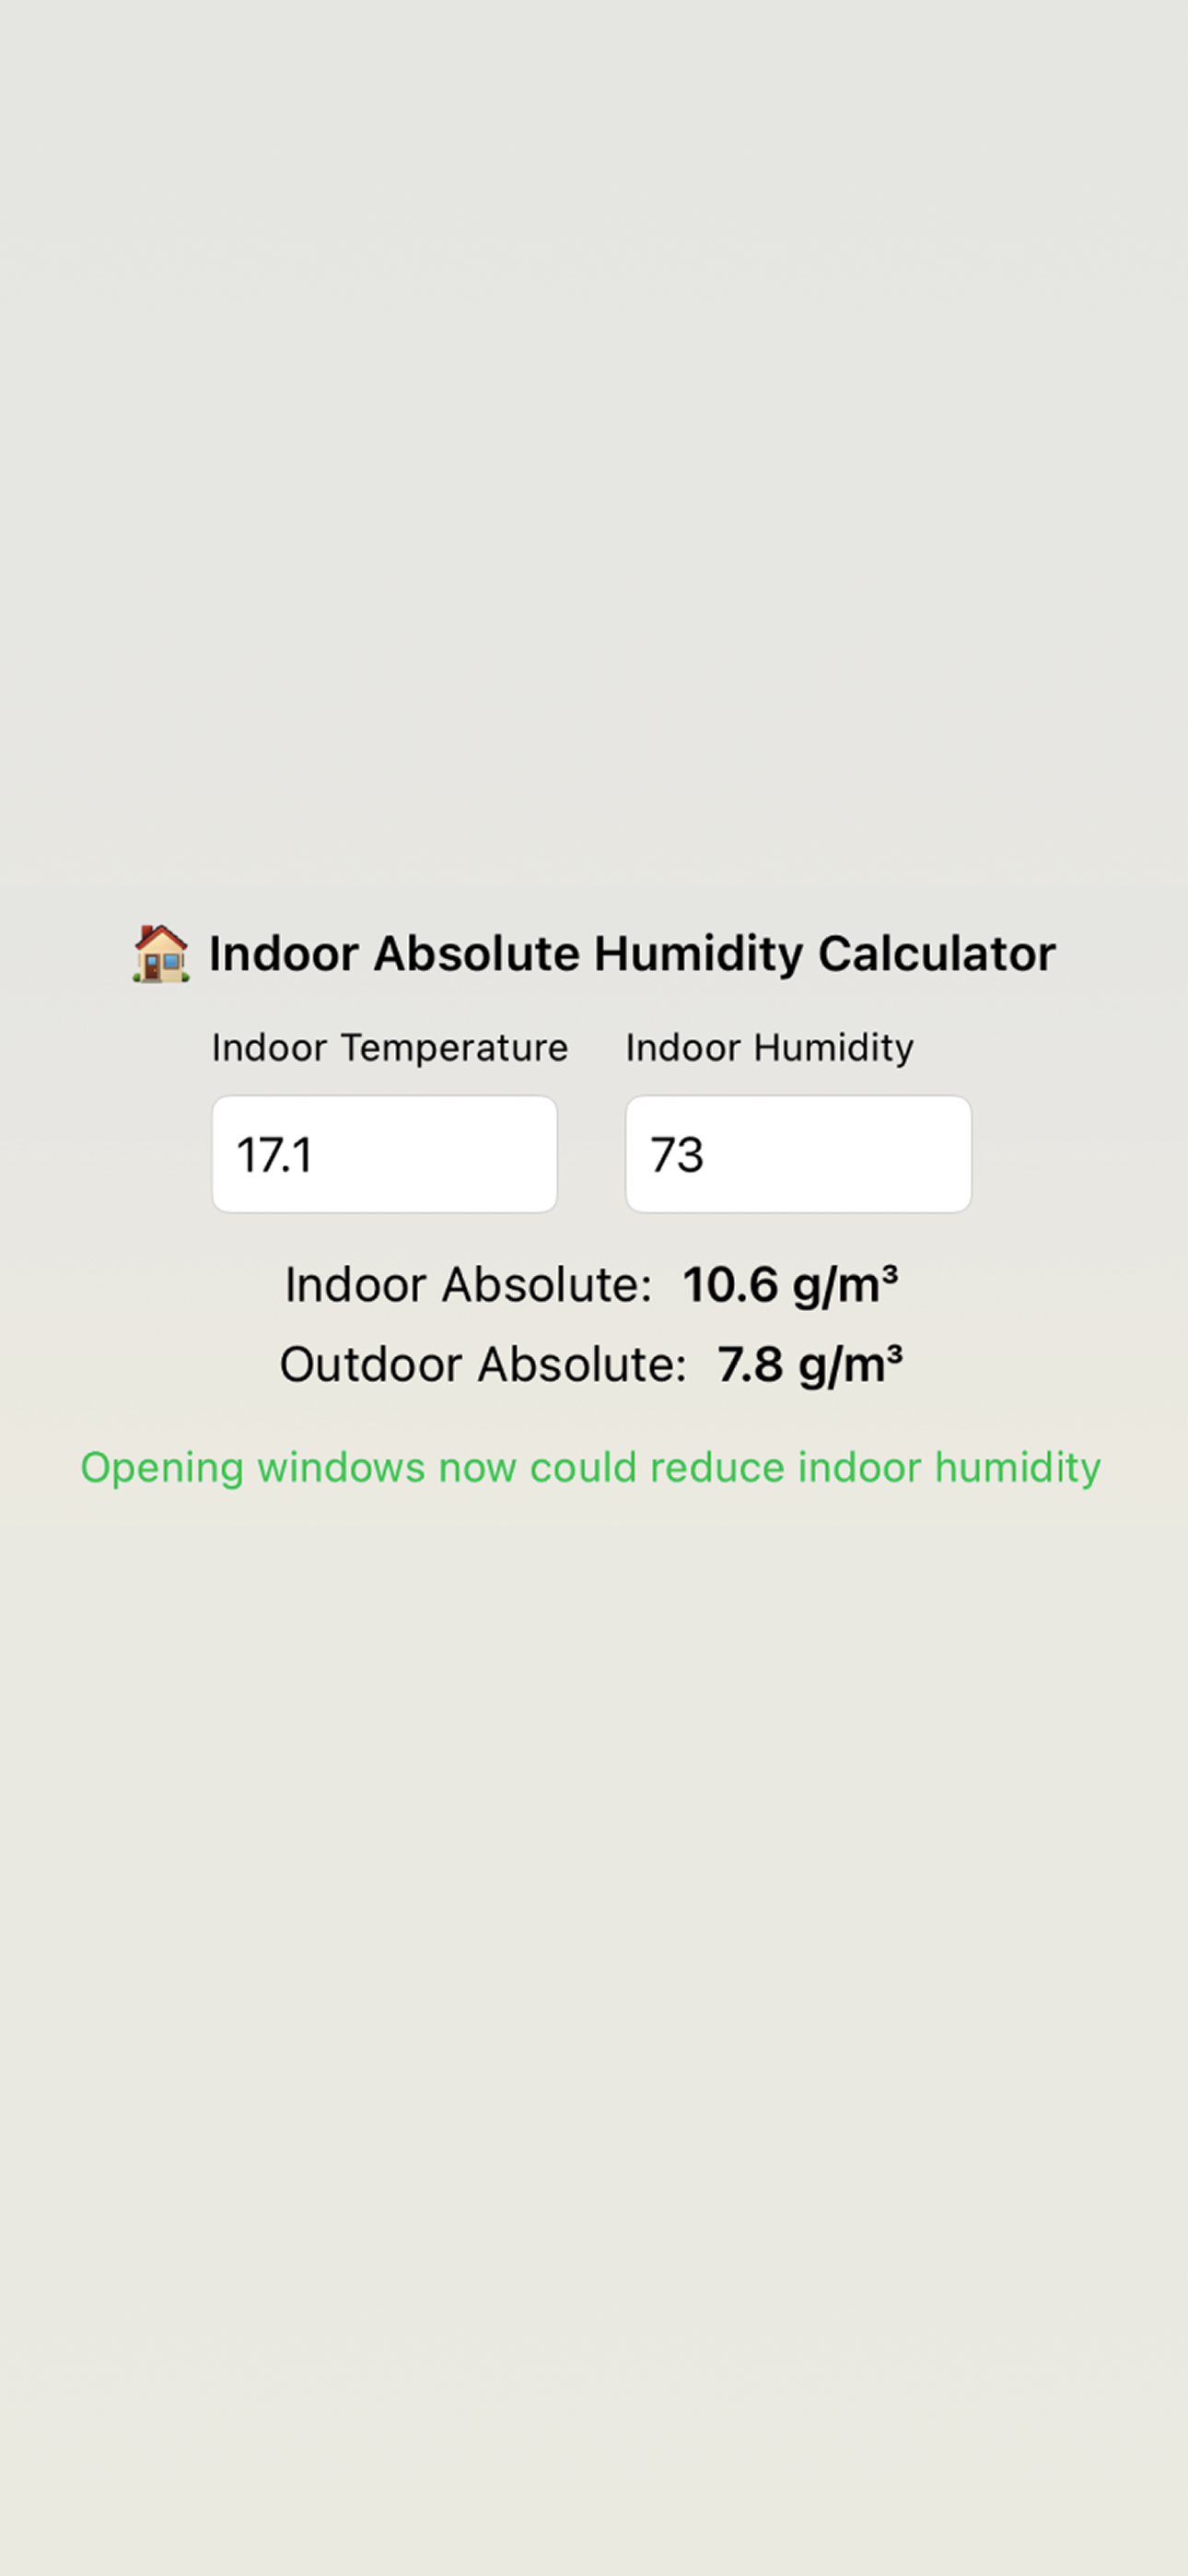 Indoor Absolute Humidity Calculator
Indoor Temperature Indoor Humidity
17.1 73
Indoor Absolute: 10.6 g/m³
Outdoor Absolute: 7.8 g/m³
Opening windows now could reduce indoor humidity